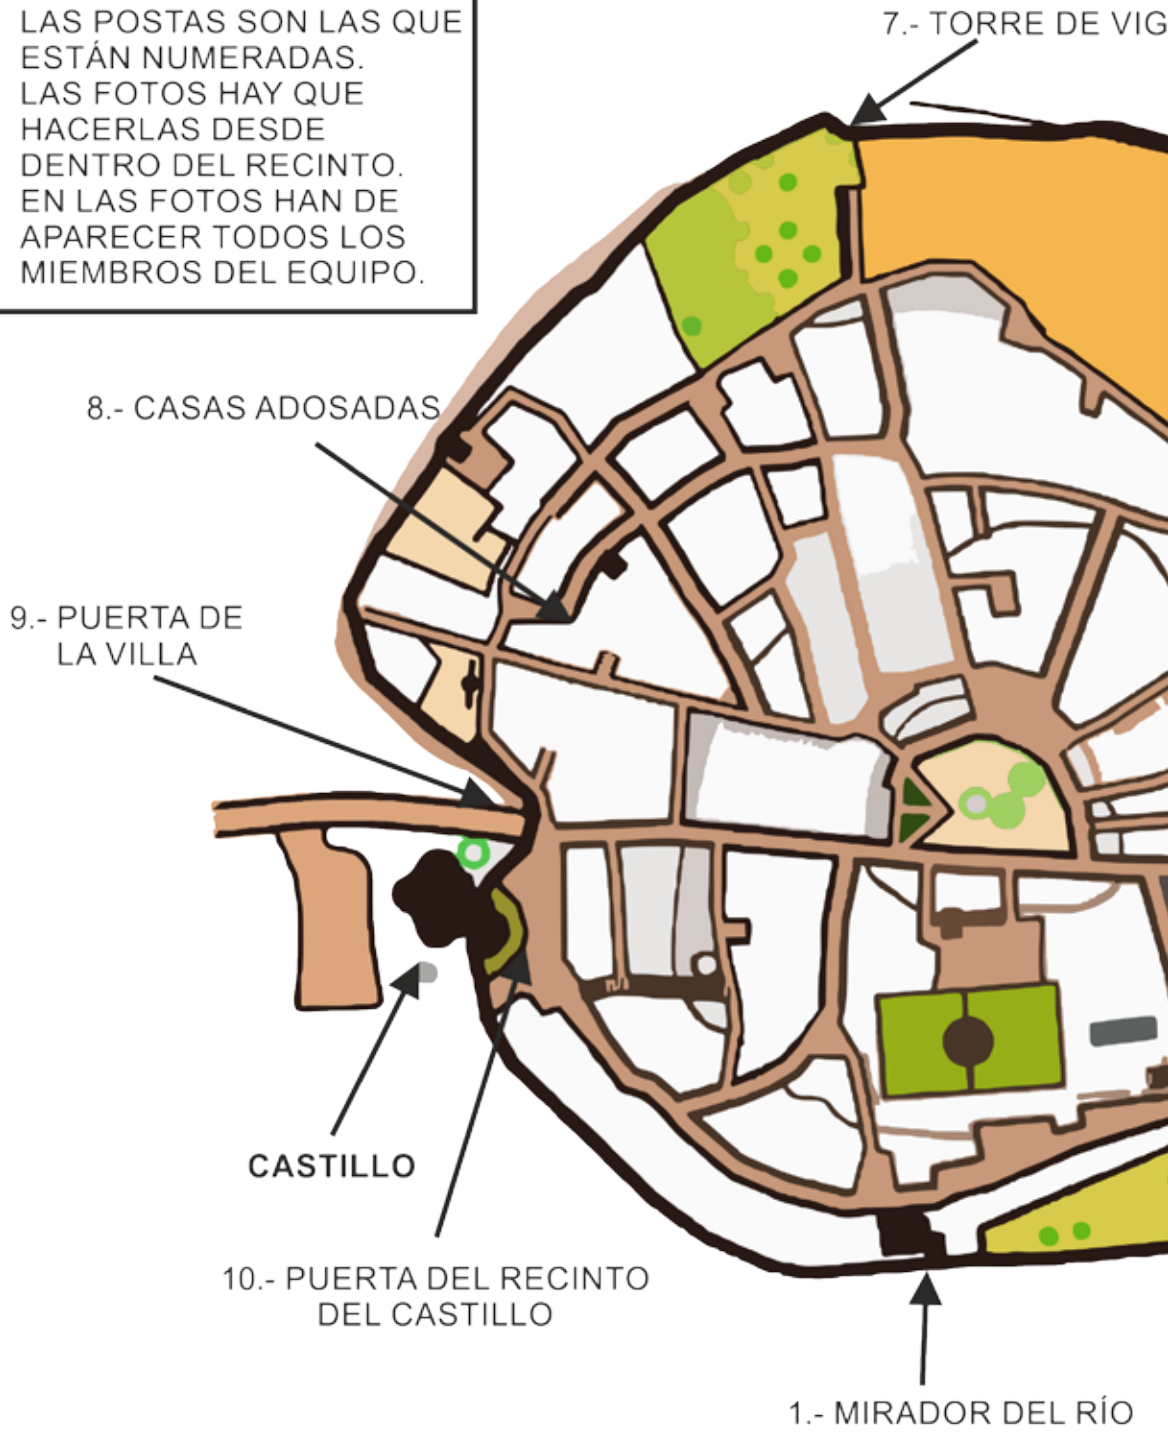 LAS POSTAS SON LAS QUE
ESTÁN NUMERADAS.
LAS FOTOS HAY QUE
HACERLAS DESDE
DENTRO DEL RECINTO.
EN LAS FOTOS HAN DE
APARECER TODOS LOS
MIEMBROS DEL EQUIPO.
7.- TORRE DE VIG
8.- CASAS ADOSADAS
9.- PUERTA DE
LA VILLA
CASTILLO
10.- PUERTA DEL RECINTO
DEL CASTILLO
1.- MIRADOR DEL RÍO